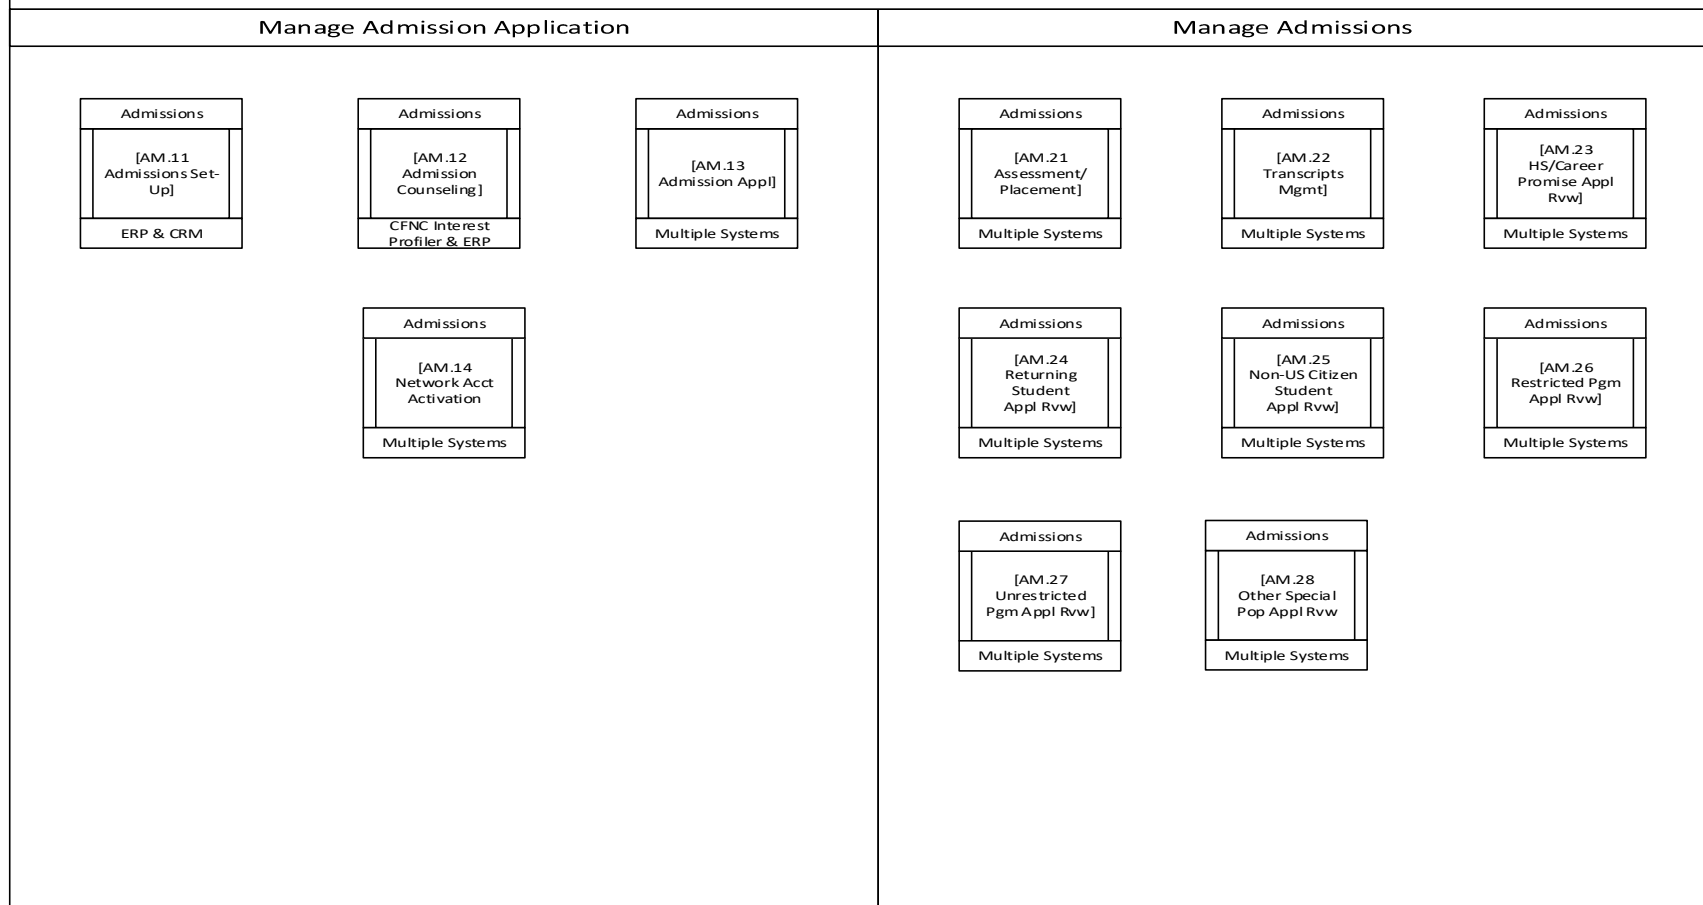 Manage Admission Application
Manage Admissions
Admissions
[AM.11
Admissions Set-
Up]
ERP & CRM
Admissions
[AM.12
Admission
Counseling]
CFNC Interest
Profiler & ERP
Admissions
[AM.13
Admission Appl]
Multiple Systems
Admissions
[AM.14
Network Acct
Activation
Multiple Systems
Admissions
[AM.21
Assessment/
Placement]
Multiple Systems
Admissions
[AM.22
Transcripts
Mgmt]
Multiple Systems
Admissions
[AM.23
HS/Career
Promise Appl
Rvw]
Multiple Systems
Admissions
[AM.24
Returning
Student
Appl Rvw]
Multiple Systems
Admissions
[AM.25
Non-US Citizen
Student
Appl Rvw]
Multiple Systems
Admissions
[AM.26
Restricted Pgm
Appl Rvw]
Multiple Systems
Admissions
[AM.27
Unrestricted
Pgm Appl Rvw]
Multiple Systems
Admissions
[AM.28
Other Special
Pop Appl Rvw
Multiple Systems